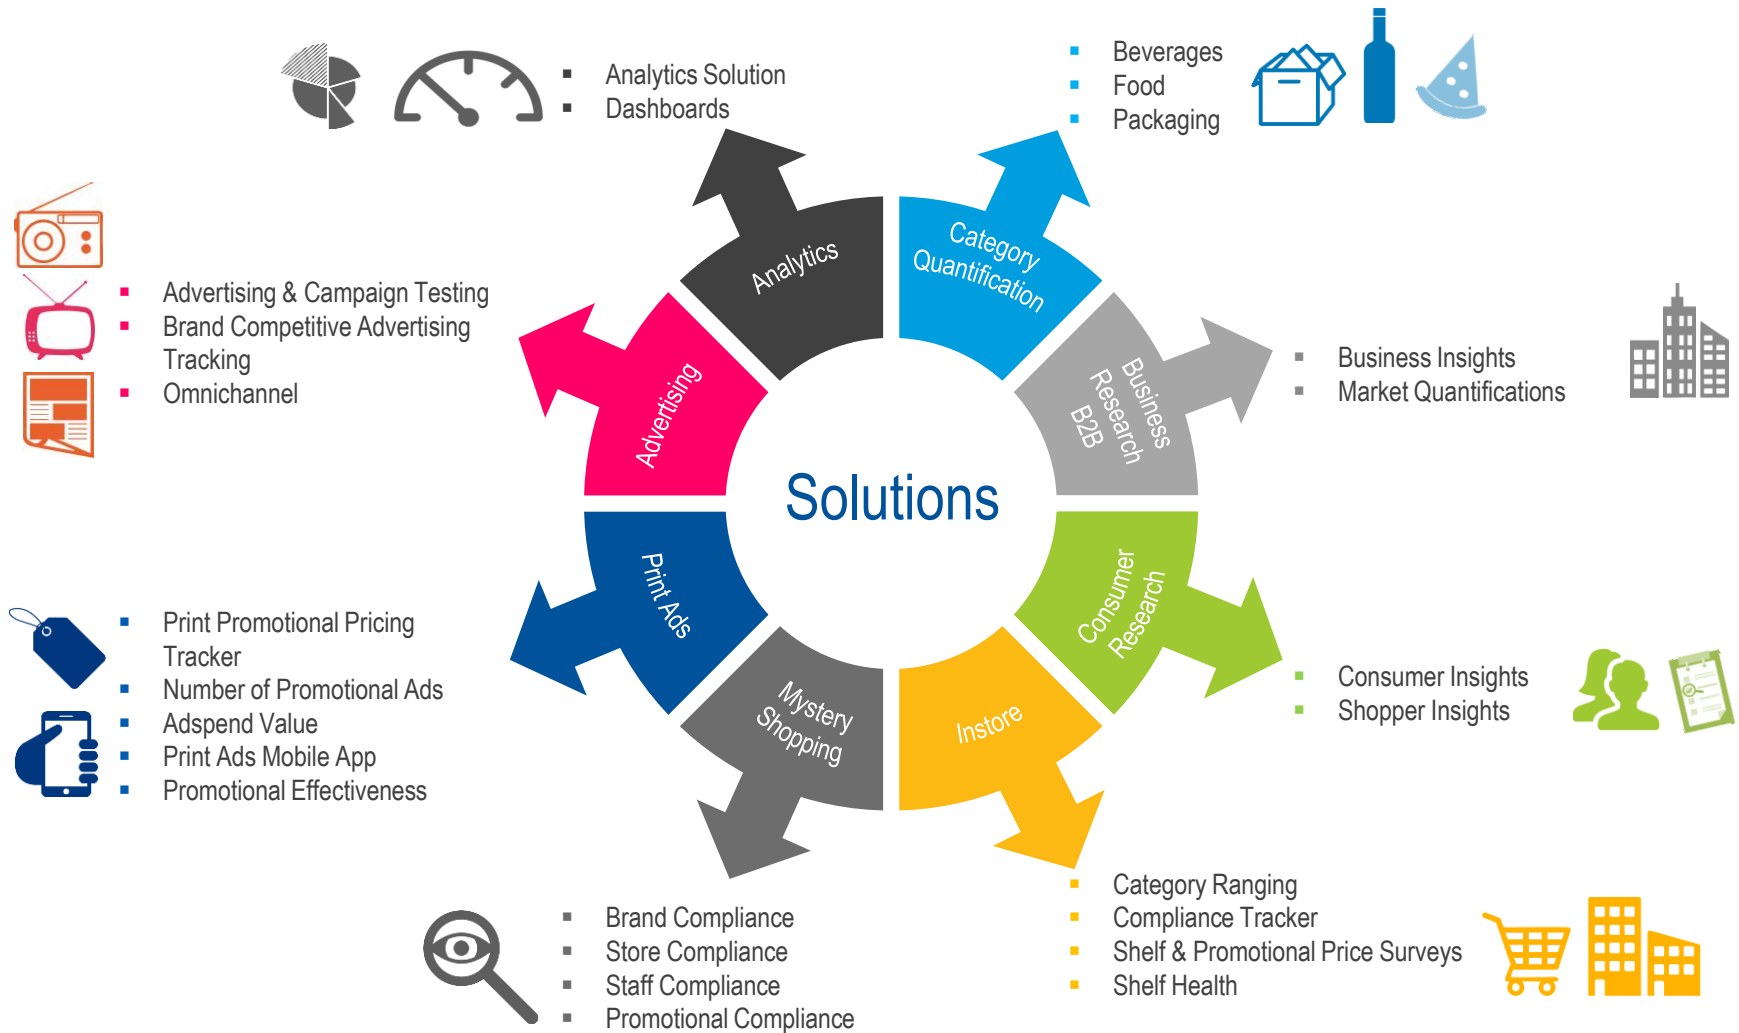 Analytics Solution
Dashboards
Beverages
Food
Packaging
Analytics
Category
Quantification
Advertising & Campaign Testing
Brand Competitive Advertising
Tracking
Omnichannel
Advertising
Business
Research
B2B
Business Insights
Market Quantifications
Solutions
Print Promotional Pricing
Tracker
Number of Promotional Ads
Adspend Value
Print Ads Mobile App
Promotional Effectiveness
Print Ads
Consumer
Research
Consumer Insights
Shopper Insights
Mystery
Shopping
Instore
Brand Compliance
Store Compliance
Staff Compliance
Promotional Compliance
Category Ranging
Compliance Tracker
Shelf & Promotional Price Surveys
Shelf Health